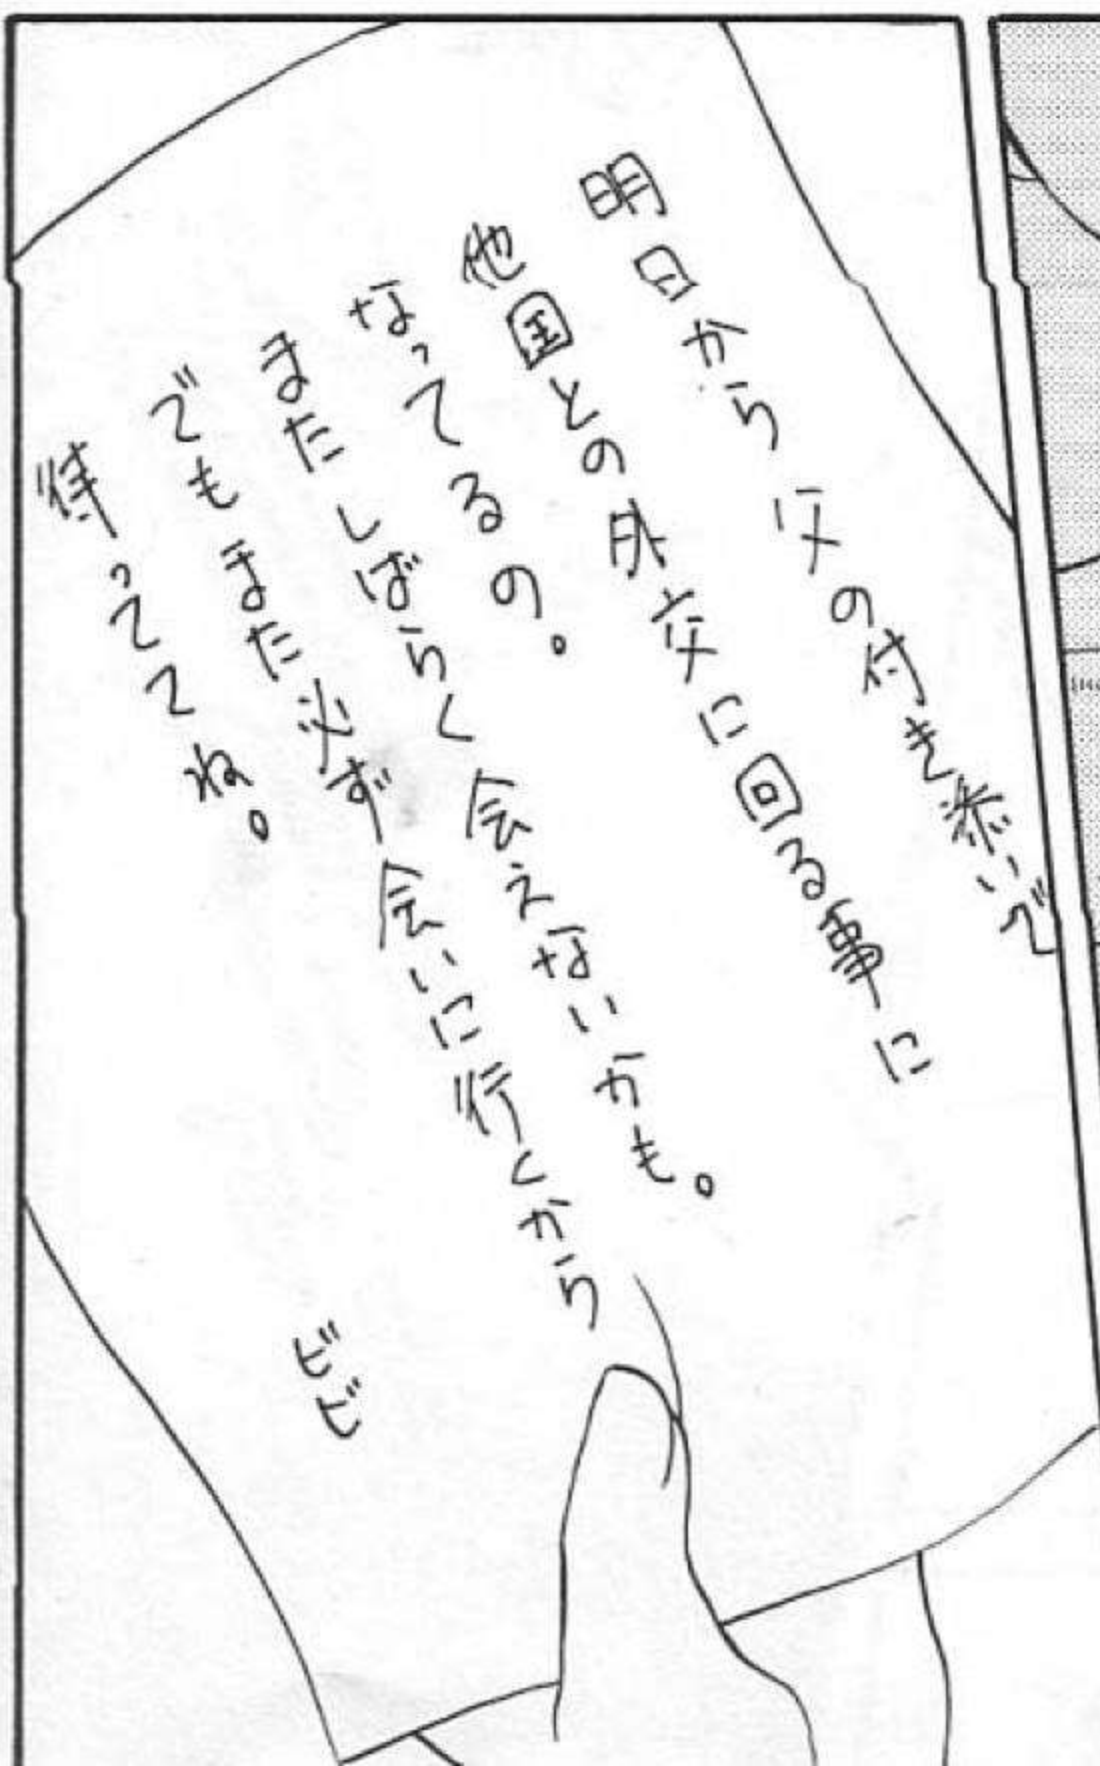 明日から父の付き添いで
他国との外交に回る事に
なってるの。
またしばらく会えないかも。
でもまた必ず会いに行くから
待っててね。
ビビ